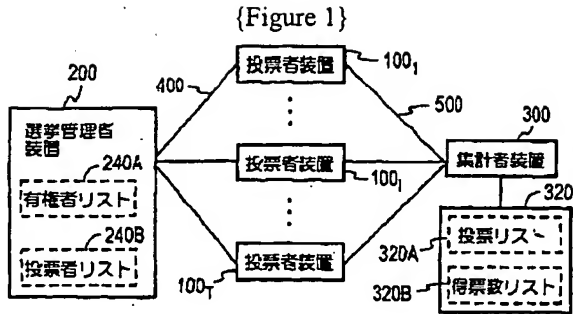 {Figure 1}
200
選挙管理者
装置
240A
有権者リスト
240B
投票者リスト
400
投票者装置
100₁
投票者装置
100ᵢ
投票者装置
100T
500
300
集計者装置
320
320A
投票リスト
320B
得票数リスト